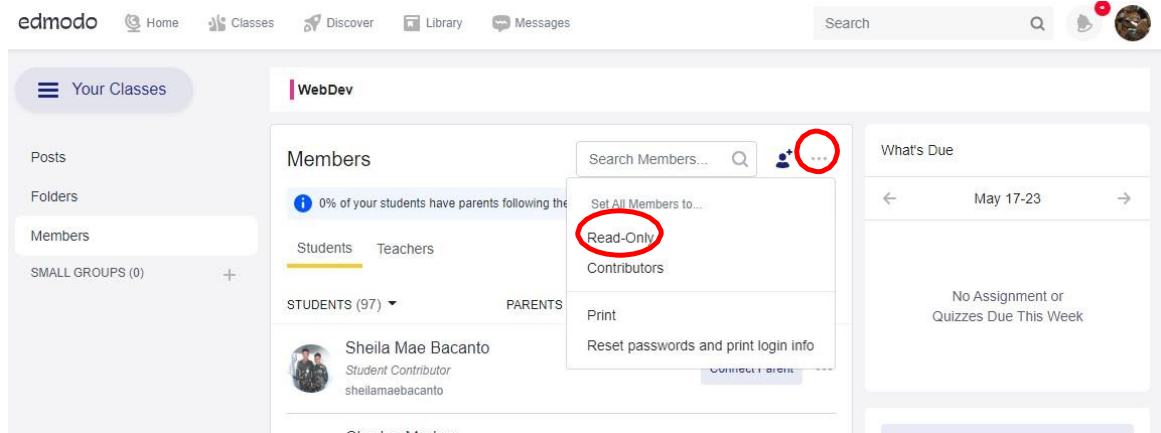 edmodo Home Classes Discover Library Messages Search
Your Classes
Posts
Folders
Members
SMALL GROUPS (0) +
WebDev
Members Search Members...
0% of your students have parents following the
Students Teachers
STUDENTS (97) PARENTS
Sheila Mae Bacanto
Student Contributor
sheilamaebacanto
Connect Parent
Set All Members to...
Read-Only
Contributors
Print
Reset passwords and print login info
What's Due
May 17-23
No Assignment or
Quizzes Due This Week